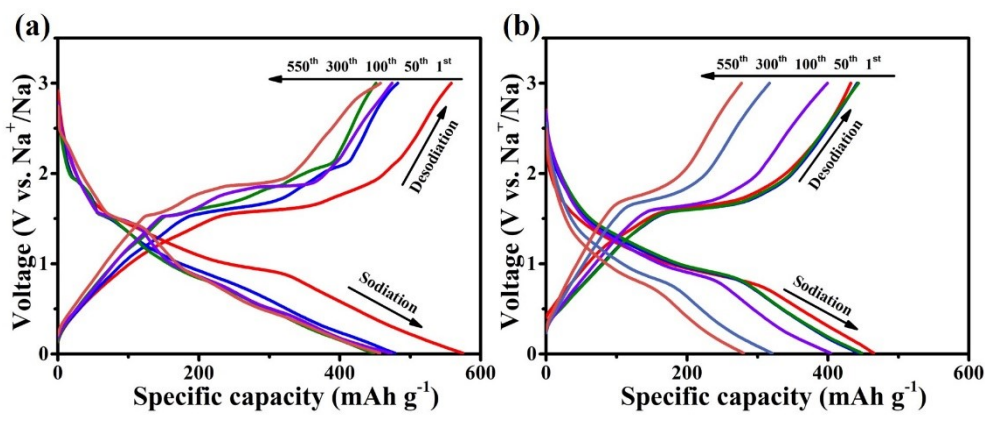 (a)
Voltage (V vs. Na⁺/Na)
3
2
1
0
550ᵗʰ 300ᵗʰ 100ᵗʰ 50ᵗʰ 1ˢᵗ
Desodiation
Sodiation
0 200 400 600
Specific capacity (mAh g⁻¹)
(b)
Voltage (V vs. Na⁺/Na)
3
2
1
0
550ᵗʰ 300ᵗʰ 100ᵗʰ 50ᵗʰ 1ˢᵗ
Desodiation
Sodiation
0 200 400 600
Specific capacity (mAh g⁻¹)